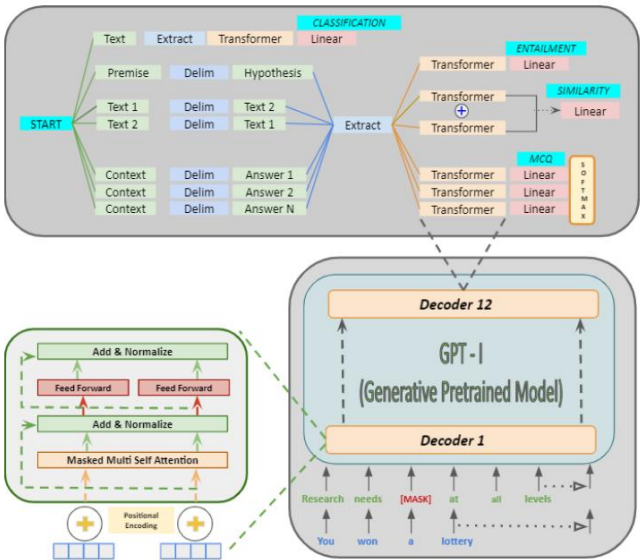 CLASSIFICATION
Text Extract Transformer Linear
ENTAILMENT
Premise Delim Hypothesis
Transformer Linear
SIMILARITY
Text 1 Delim Text 2
Transformer
Linear
START
Text 2 Delim Text 1
Extract
Transformer
MCQ
Context Delim Answer 1
Transformer Linear
Context Delim Answer 2
Transformer Linear
Context Delim Answer N
Transformer Linear
SOFTMAX
Decoder 12
GPT - I
(Generative Pretrained Model)
Decoder 1
Research needs [MASK] at all levels
You won a lottery
Add & Normalize
Feed Forward Feed Forward
Add & Normalize
Masked Multi Self Attention
Positional
Encoding